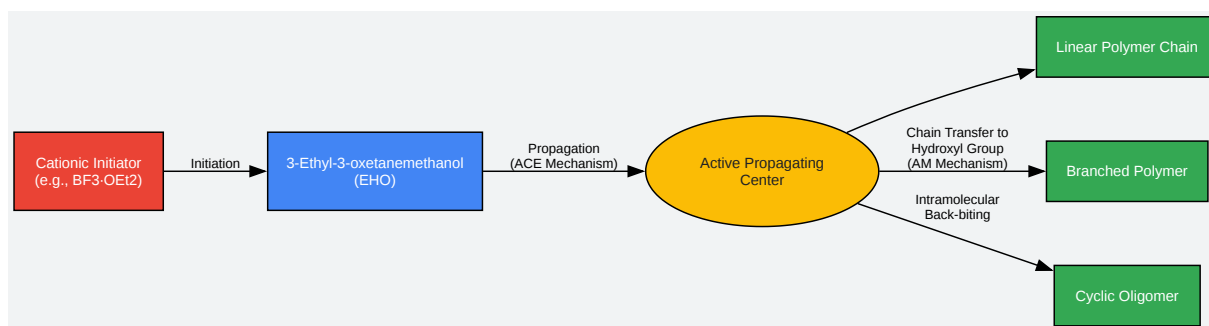 Cationic Initiator
(e.g., BF3·OEt2)
Initiation
3-Ethyl-3-oxetanemethanol
(EHO)
Propagation
(ACE Mechanism)
Active Propagating
Center
Linear Polymer Chain
Chain Transfer to
Hydroxyl Group
(AM Mechanism)
Branched Polymer
Intramolecular
Back-biting
Cyclic Oligomer